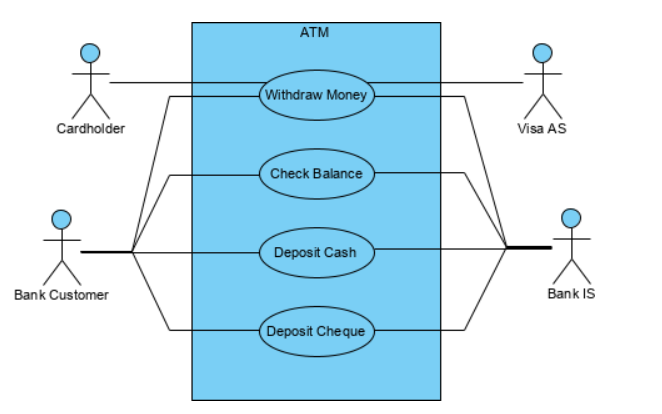 ATM
Withdraw Money
Cardholder
Visa AS
Check Balance
Deposit Cash
Bank Customer
Bank IS
Deposit Cheque